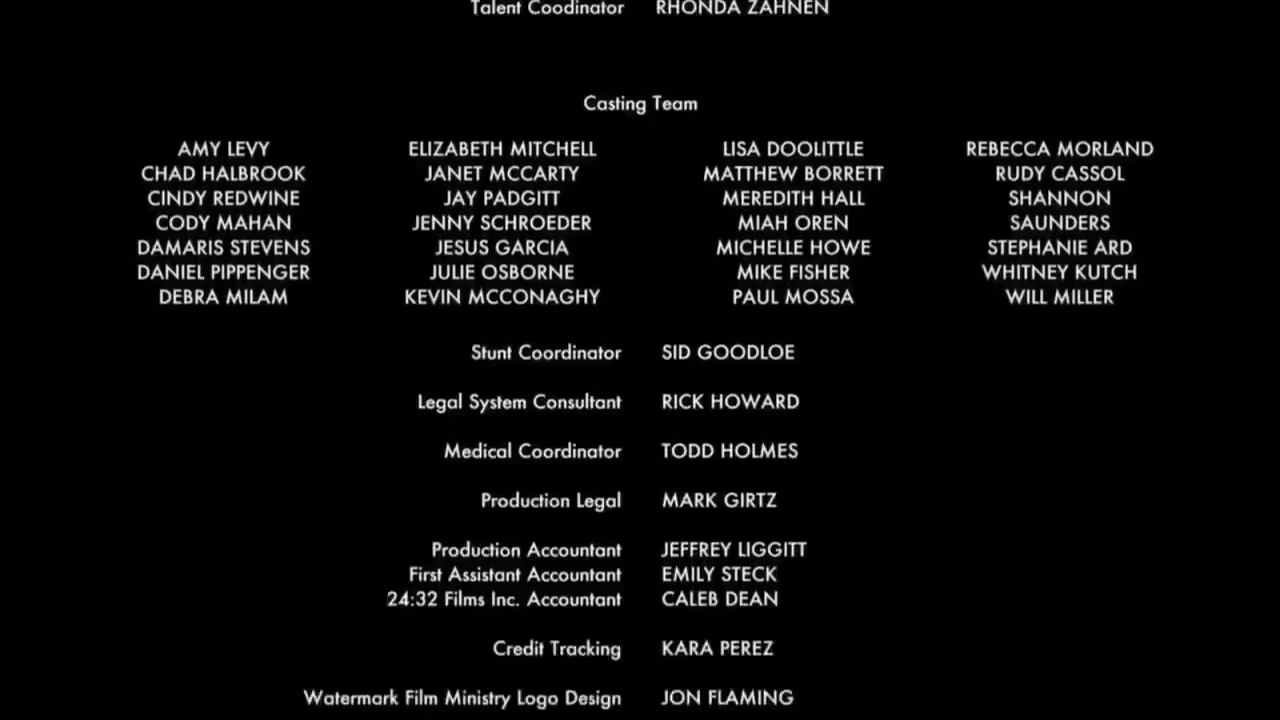 Talent Coodinator RHONDA ZAHNEN
Casting Team
AMY LEVY ELIZABETH MITCHELL LISA DOOLITTLE REBECCA MORLAND
CHAD HALBROOK JANET MCCARTY MATTHEW BORRETT RUDY CASSOL
CINDY REDWINE JAY PADGITT MEREDITH HALL SHANNON
CODY MAHAN JENNY SCHROEDER MIAH OREN SAUNDERS
DAMARIS STEVENS JESUS GARCIA MICHELLE HOWE STEPHANIE ARD
DANIEL PIPPENGER JULIE OSBORNE MIKE FISHER WHITNEY KUTCH
DEBRA MILAM KEVIN MCCONAGHY PAUL MOSSA WILL MILLER
Stunt Coordinator SID GOODLOE
Legal System Consultant RICK HOWARD
Medical Coordinator TODD HOLMES
Production Legal MARK GIRTZ
Production Accountant JEFFREY LIGGITT
First Assistant Accountant EMILY STECK
24:32 Films Inc. Accountant CALEB DEAN
Credit Tracking KARA PEREZ
Watermark Film Ministry Logo Design JON FLAMING